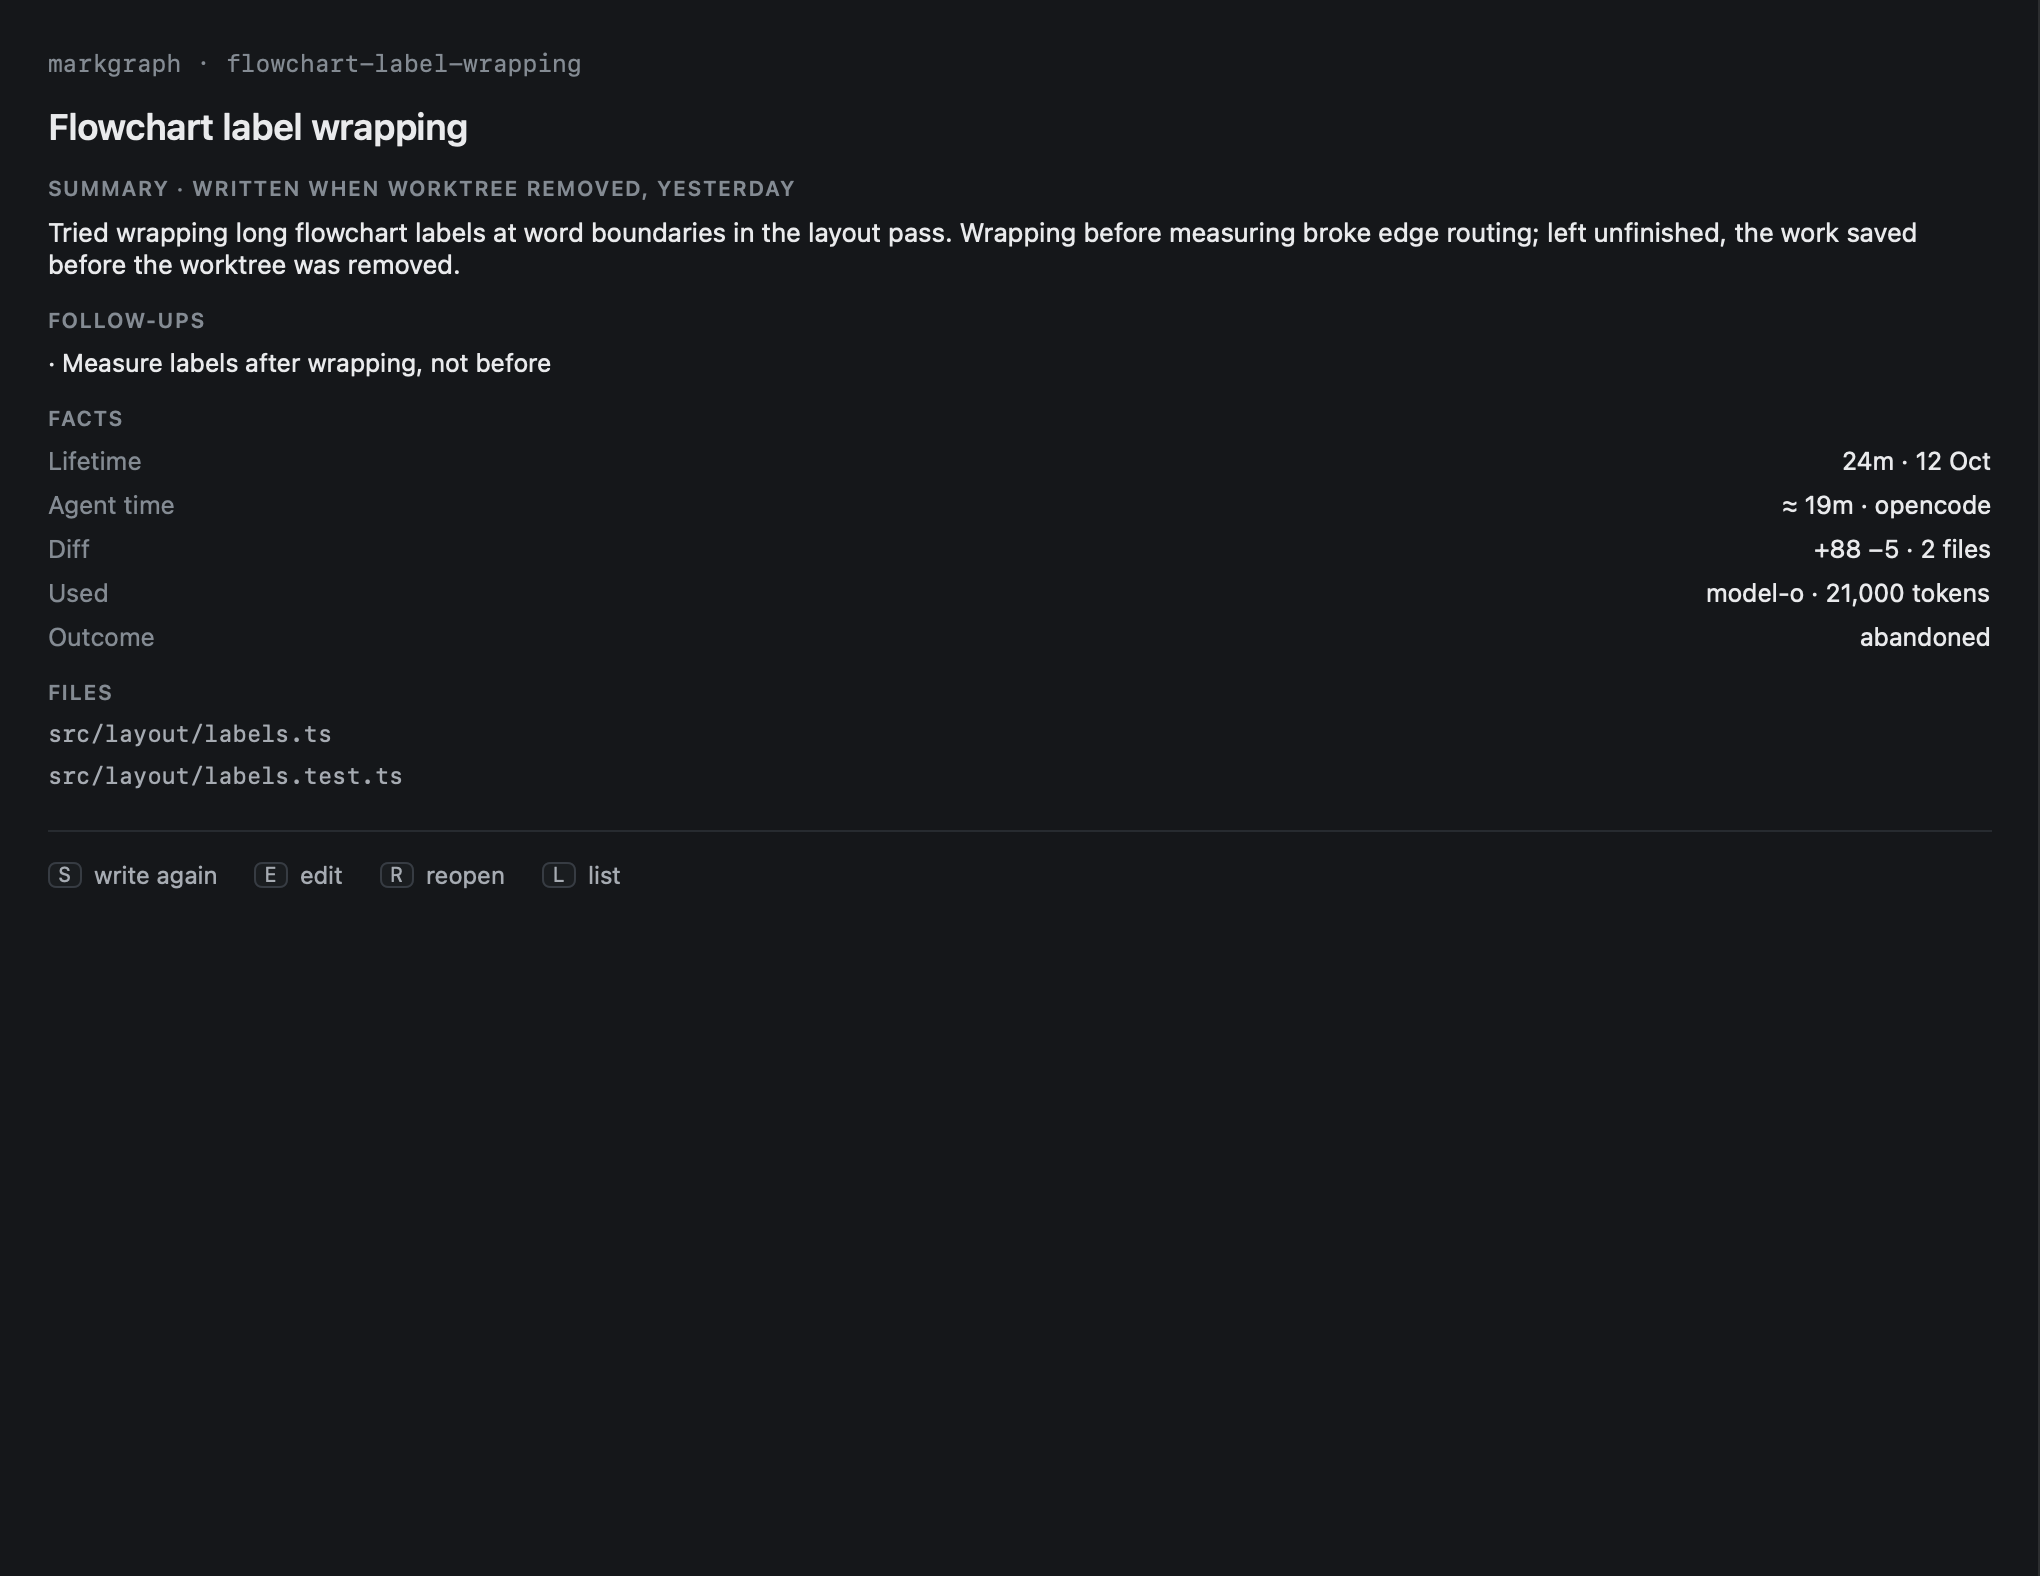 markgraph · flowchart-label-wrapping
Flowchart label wrapping
SUMMARY · WRITTEN WHEN WORKTREE REMOVED, YESTERDAY
Tried wrapping long flowchart labels at word boundaries in the layout pass. Wrapping before measuring broke edge routing; left unfinished, the work saved
before the worktree was removed.
FOLLOW-UPS
· Measure labels after wrapping, not before
FACTS
Lifetime 24m · 12 Oct
Agent time ≈ 19m · opencode
Diff +88 −5 · 2 files
Used model-o · 21,000 tokens
Outcome abandoned
FILES
src/layout/labels.ts
src/layout/labels.test.ts
S write again E edit R reopen L list